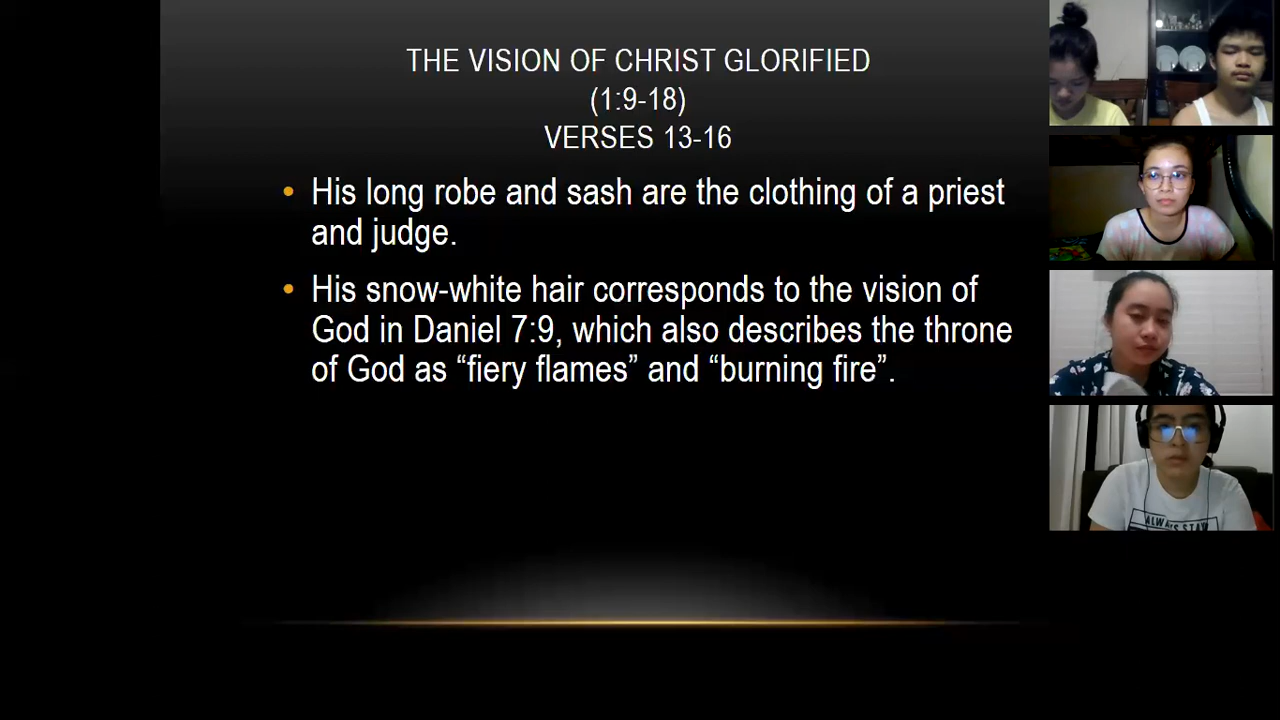 THE VISION OF CHRIST GLORIFIED
(1:9-18)
VERSES 13-16
• His long robe and sash are the clothing of a priest
and judge.
• His snow-white hair corresponds to the vision of
God in Daniel 7:9, which also describes the throne
of God as “fiery flames” and “burning fire”.
ALWAYS STAY